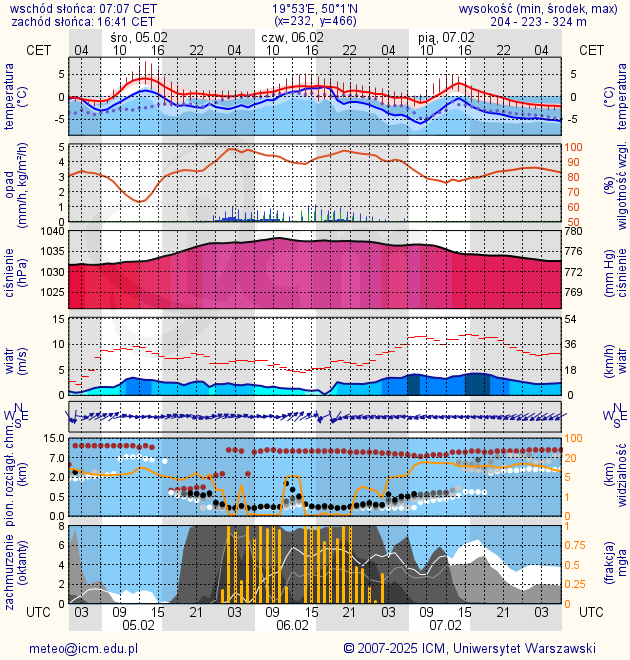 wschód słońca: 07:07 CET 19°53'E, 50°1'N wysokość (min, środek, max)
zachód słońca: 16:41 CET (x=232, y=466) 204 - 223 - 324 m
śro, 05.02 czw, 06.02 pią, 07.02
CET 04 10 16 22 04 10 16 22 04 10 16 22 04 CET
temperatura (°C)
5
0
-5
5
0
-5
temperatura (°C)
opad (mm/h, kg/m²/h)
5
4
3
2
1
0
100
90
80
70
60
50
(%) wilgotność wzgl.
ciśnienie (hPa)
1040
1035
1030
1025
780
776
772
769
(mm Hg) ciśnienie
wiatr (m/s)
15
10
5
0
54
36
18
0
(km/h) wiatr
N
W E
S
N
W E
S
pion. rozciągł. chm. (km)
15.0
7.0
2.0
0.5
0.0
100
20
5
1
0
(km) widzialność
zachmurzenie (oktanty)
8
6
4
2
0
1
0.75
0.5
0.25
0
(frakcja) mgła
UTC 03 09 15 21 03 09 15 21 03 09 15 21 03 UTC
05.02 06.02 07.02
meteo@icm.edu.pl © 2007-2025 ICM, Uniwersytet Warszawski